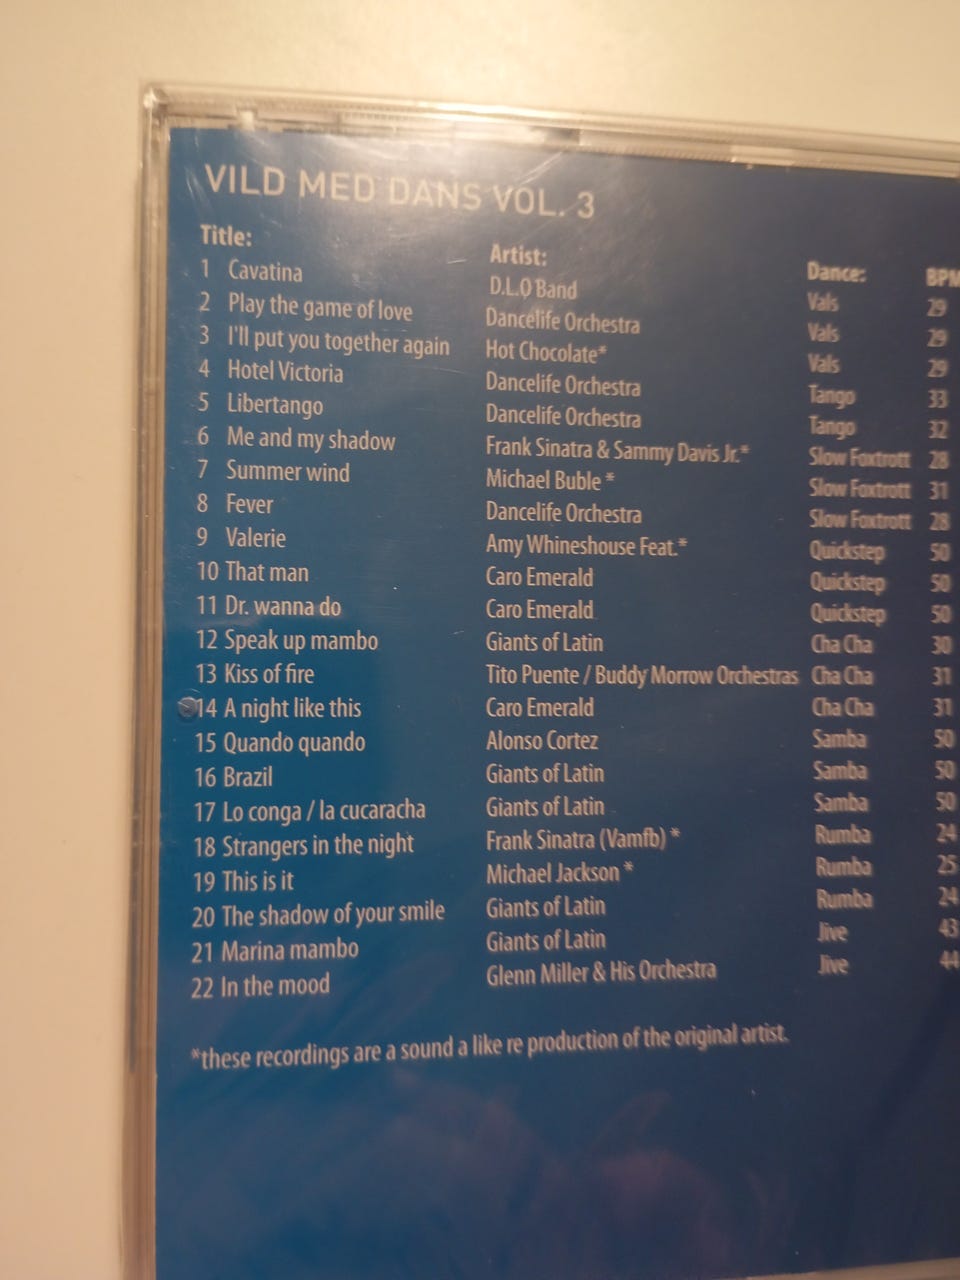 VILD MED DANS VOL. 3
Title: Artist: Dance: BPM
1 Cavatina D.L.O Band Vals 29
2 Play the game of love Dancelife Orchestra Vals 29
3 I'll put you together again Hot Chocolate* Vals 29
4 Hotel Victoria Dancelife Orchestra Tango 33
5 Libertango Dancelife Orchestra Tango 32
6 Me and my shadow Frank Sinatra & Sammy Davis Jr.* Slow Foxtrott 28
7 Summer wind Michael Buble * Slow Foxtrott 31
8 Fever Dancelife Orchestra Slow Foxtrott 28
9 Valerie Amy Whineshouse Feat.* Quickstep 50
10 That man Caro Emerald Quickstep 50
11 Dr. wanna do Caro Emerald Quickstep 50
12 Speak up mambo Giants of Latin Cha Cha 30
13 Kiss of fire Tito Puente / Buddy Morrow Orchestras Cha Cha 31
14 A night like this Caro Emerald Cha Cha 31
15 Quando quando Alonso Cortez Samba 50
16 Brazil Giants of Latin Samba 50
17 Lo conga / la cucaracha Giants of Latin Samba 50
18 Strangers in the night Frank Sinatra (Vamfb) * Rumba 24
19 This is it Michael Jackson * Rumba 25
20 The shadow of your smile Giants of Latin Rumba 24
21 Marina mambo Giants of Latin Jive 43
22 In the mood Glenn Miller & His Orchestra Jive 44
*these recordings are a sound a like re production of the original artist.